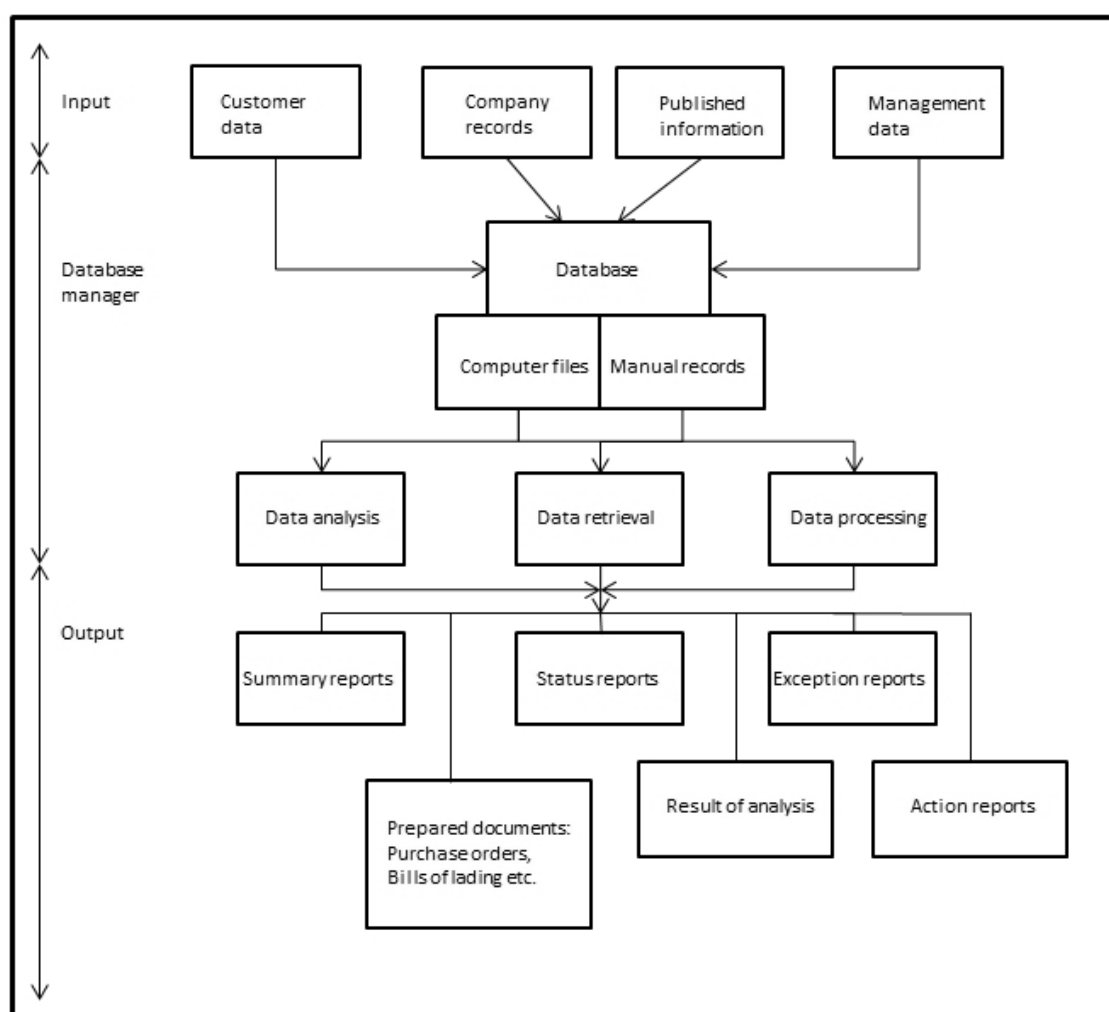 Input
Customer
data
Company
records
Published
information
Management
data
Database
manager
Database
Computer files
Manual records
Data analysis
Data retrieval
Data processing
Output
Summary reports
Status reports
Exception reports
Prepared documents:
Purchase orders,
Bills of lading etc.
Result of analysis
Action reports